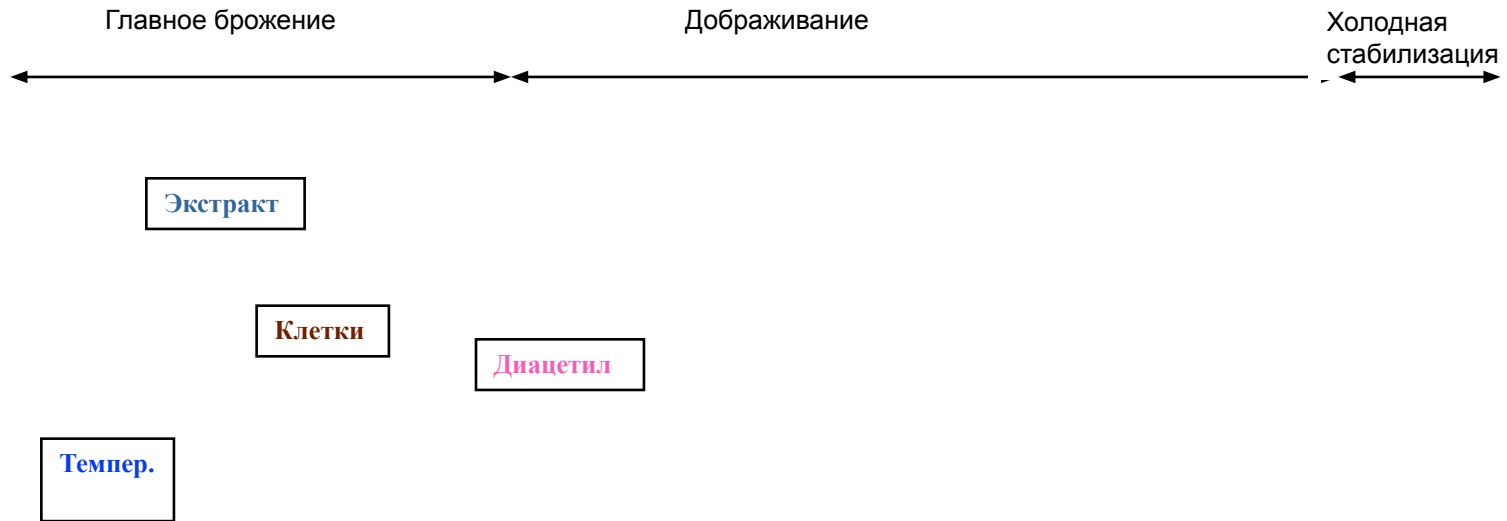 Главное брожение
Дображивание
Холодная
стабилизация
Экстракт
Клетки
Диацетил
Темпер.